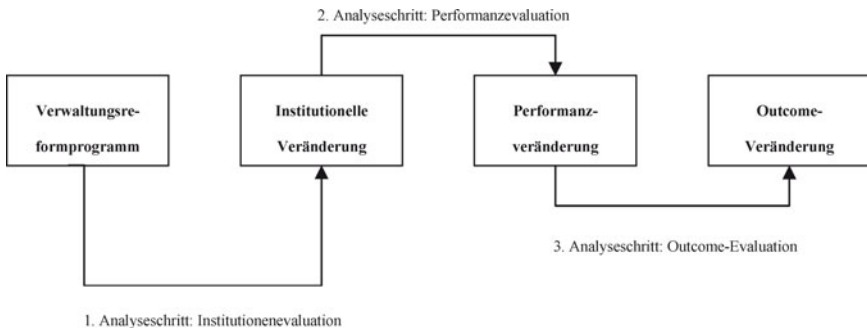 2. Analyseschritt: Performanzevaluation
Verwaltungsre-
formprogramm
Institutionelle
Veränderung
Performanz-
veränderung
Outcome-
Veränderung
3. Analyseschritt: Outcome-Evaluation
1. Analyseschritt: Institutionenevaluation